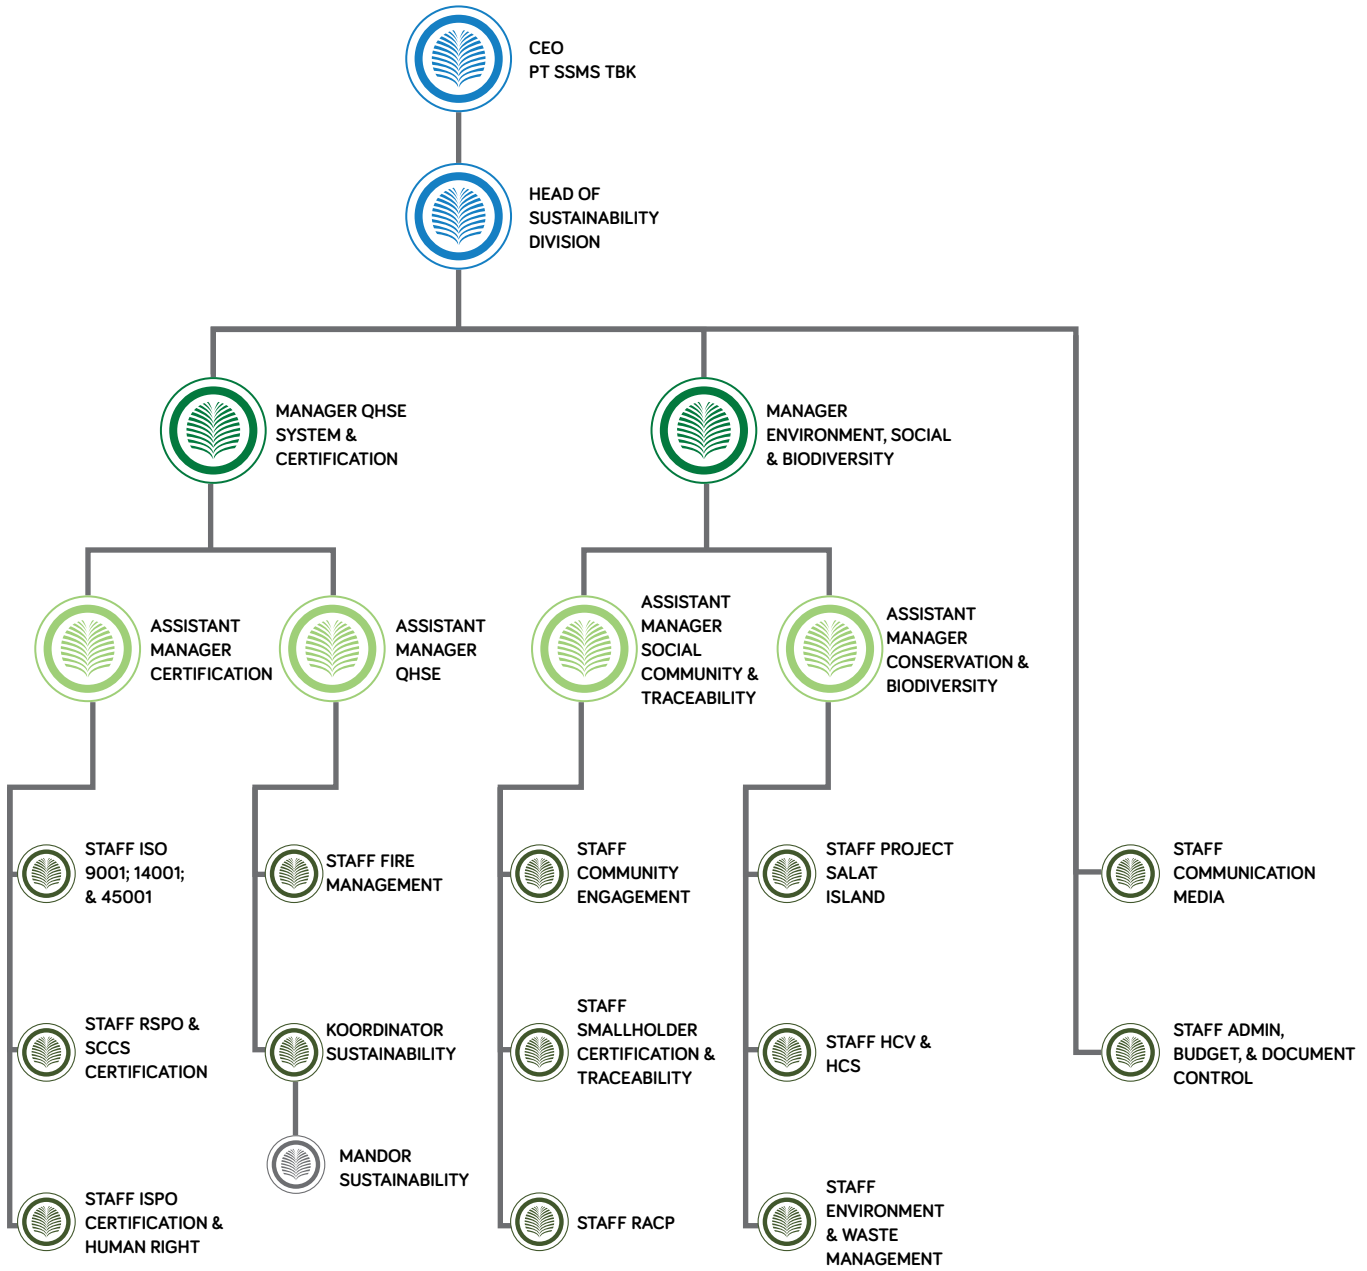 CEO
PT SSMS TBK
HEAD OF
SUSTAINABILITY
DIVISION
MANAGER QHSE
SYSTEM &
CERTIFICATION
MANAGER
ENVIRONMENT, SOCIAL
& BIODIVERSITY
ASSISTANT
MANAGER
CERTIFICATION
ASSISTANT
MANAGER
QHSE
ASSISTANT
MANAGER
SOCIAL
COMMUNITY &
TRACEABILITY
ASSISTANT
MANAGER
CONSERVATION &
BIODIVERSITY
STAFF ISO
9001; 14001;
& 45001
STAFF FIRE
MANAGEMENT
STAFF
COMMUNITY
ENGAGEMENT
STAFF PROJECT
SALAT
ISLAND
STAFF
COMMUNICATION
MEDIA
STAFF RSPO &
SCCS
CERTIFICATION
KOORDINATOR
SUSTAINABILITY
STAFF
SMALLHOLDER
CERTIFICATION &
TRACEABILITY
STAFF HCV &
HCS
STAFF ADMIN,
BUDGET, & DOCUMENT
CONTROL
MANDOR
SUSTAINABILITY
STAFF ISPO
CERTIFICATION &
HUMAN RIGHT
STAFF RACP
STAFF
ENVIRONMENT
& WASTE
MANAGEMENT